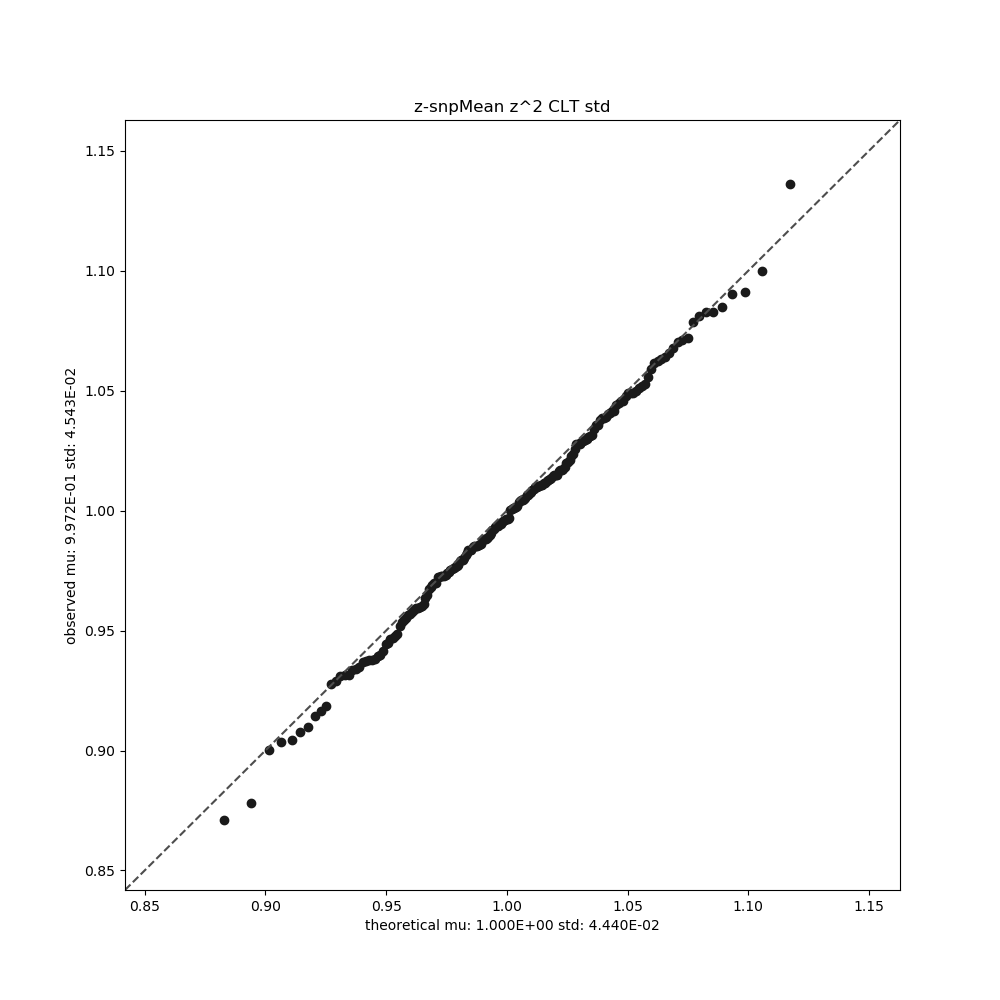 z-snpMean z^2 CLT std
observed mu: 9.972E-01 std: 4.543E-02
1.15
1.10
1.05
1.00
0.95
0.90
0.85
0.85 0.90 0.95 1.00 1.05 1.10 1.15
theoretical mu: 1.000E+00 std: 4.440E-02